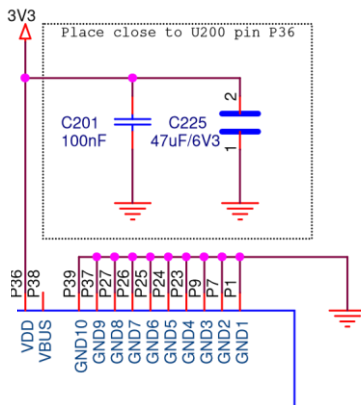 3V3
Place close to U200 pin P36
2
C201 C225
100nF 47uF/6V3
1
P36 P38 P39 P37 P27 P26 P25 P24 P23 P9 P7 P1
VDD VBUS GND10 GND9 GND8 GND7 GND6 GND5 GND4 GND3 GND2 GND1